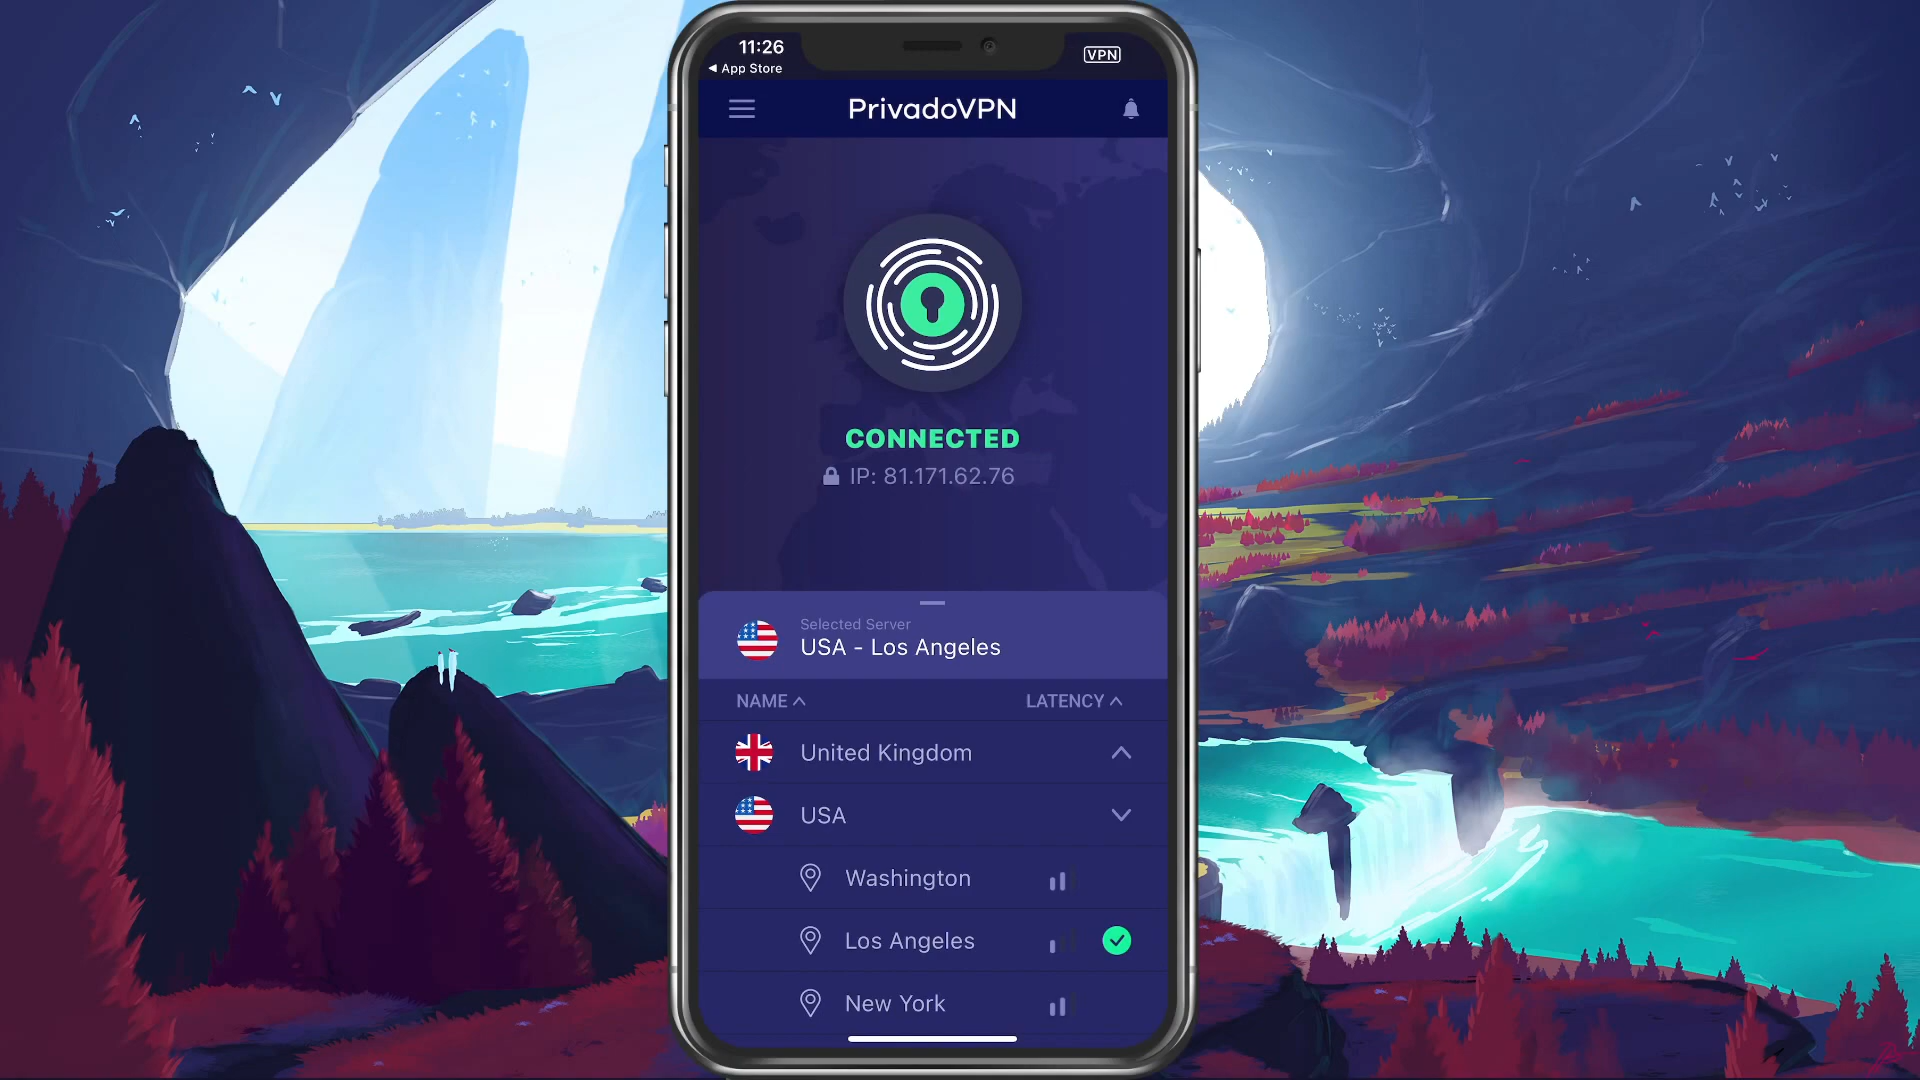 11:26
VPN
◄ App Store
PrivadoVPN
CONNECTED
IP: 81.171.62.76
Selected Server
USA - Los Angeles
NAME
LATENCY
United Kingdom
USA
Washington
Los Angeles
New York